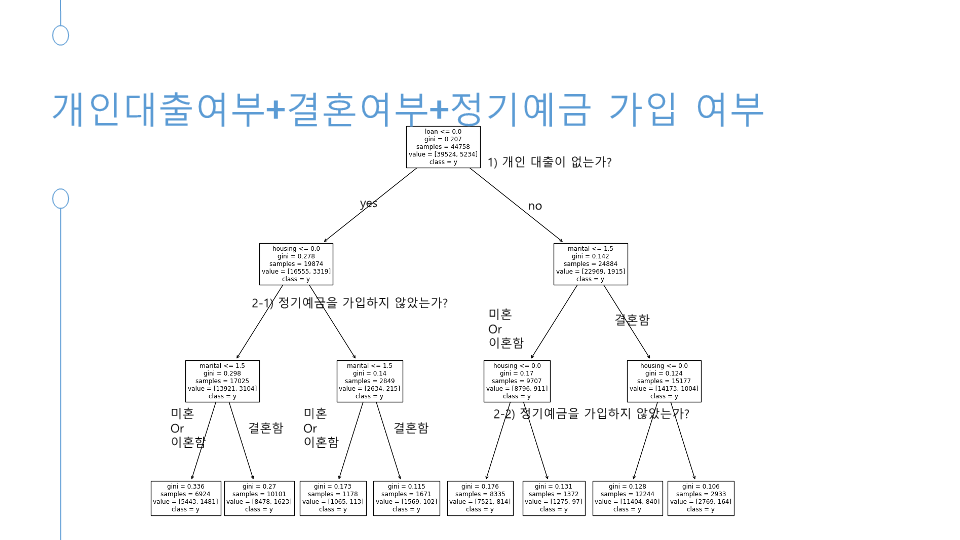 개인대출여부+결혼여부+정기예금 가입 여부
loan <= 0.0
gini = 0.207
samples = 44758
value = [39524, 5234]
class = y
1) 개인 대출이 없는가?
yes
no
housing <= 0.0
gini = 0.278
samples = 19874
value = [16555, 3319]
class = y
marital <= 1.5
gini = 0.142
samples = 24884
value = [22969, 1915]
class = y
2-1) 정기예금을 가입하지 않았는가?
미혼
Or
이혼함
결혼함
marital <= 1.5
gini = 0.298
samples = 17025
value = [13921, 3104]
class = y
marital <= 1.5
gini = 0.14
samples = 2849
value = [2634, 215]
class = y
housing <= 0.0
gini = 0.17
samples = 9707
value = [8796, 911]
class = y
housing <= 0.0
gini = 0.124
samples = 15177
value = [14173, 1004]
class = y
미혼
Or
이혼함
결혼함
미혼
Or
이혼함
결혼함
2-2) 정기예금을 가입하지 않았는가?
gini = 0.336
samples = 6924
value = [5443, 1481]
class = y
gini = 0.27
samples = 10101
value = [8478, 1623]
class = y
gini = 0.173
samples = 1178
value = [1065, 113]
class = y
gini = 0.115
samples = 1671
value = [1569, 102]
class = y
gini = 0.176
samples = 8335
value = [7521, 814]
class = y
gini = 0.131
samples = 1372
value = [1275, 97]
class = y
gini = 0.128
samples = 12244
value = [11404, 840]
class = y
gini = 0.106
samples = 2933
value = [2769, 164]
class = y